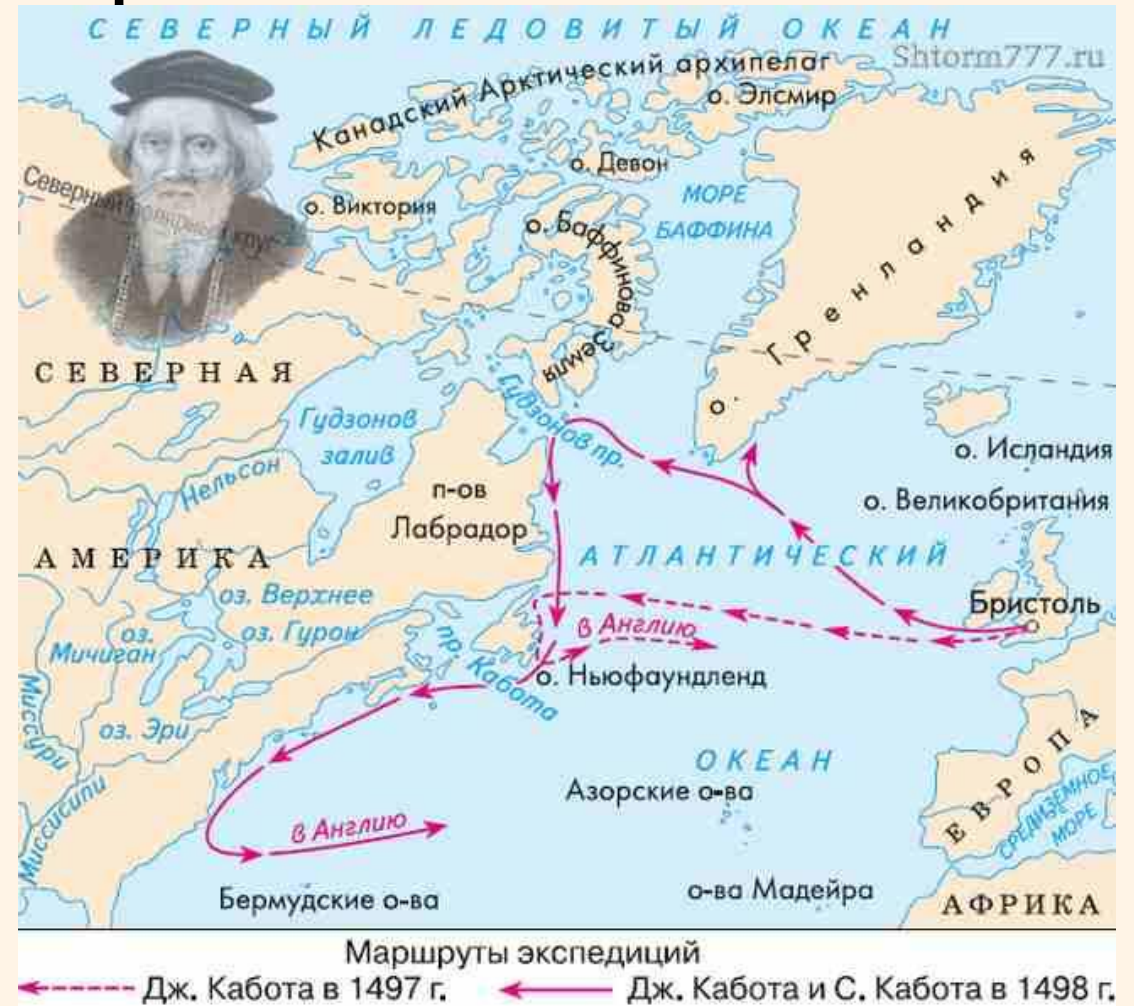 СЕВЕРНЫЙ ЛЕДОВИТЫЙ ОКЕАН
Shtorm777.ru
Канадский Арктический архипелаг
о. Элсмир
о. Девон
МОРЕ
БАФФИНА
Северный полярный круг
о. Виктория
о. Баффинова
Земля
о. Гренландия
СЕВЕРНАЯ
Гудзонов
залив
Гудзонов пр.
о. Исландия
Нельсон
п-ов
Лабрадор
о. Великобритания
АМЕРИКА
АТЛАНТИЧЕСКИЙ
оз. Верхнее
оз. Гурон
оз.
Мичиган
Бристоль
в Англию
пр. Кабота
о. Ньюфаундленд
Миссури
оз. Эри
ОКЕАН
Азорские о-ва
ЕВРОПА
СРЕДИЗЕМНОЕ
МОРЕ
Миссисипи
в Англию
Бермудские о-ва
о-ва Мадейра
АФРИКА
Маршруты экспедиций
Дж. Кабота в 1497 г.
Дж. Кабота и С. Кабота в 1498 г.